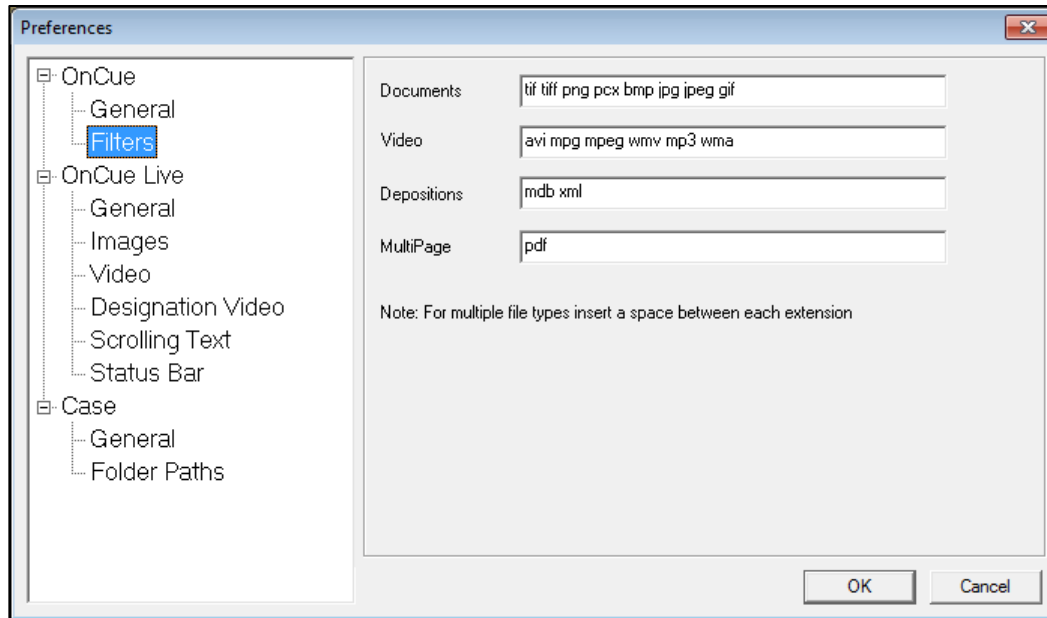 Preferences
OnCue
General
Filters
OnCue Live
General
Images
Video
Designation Video
Scrolling Text
Status Bar
Case
General
Folder Paths
Documents tif tiff png pcx bmp jpg jpeg gif
Video avi mpg mpeg wmv mp3 wma
Depositions mdb xml
MultiPage pdf
Note: For multiple file types insert a space between each extension
OK Cancel